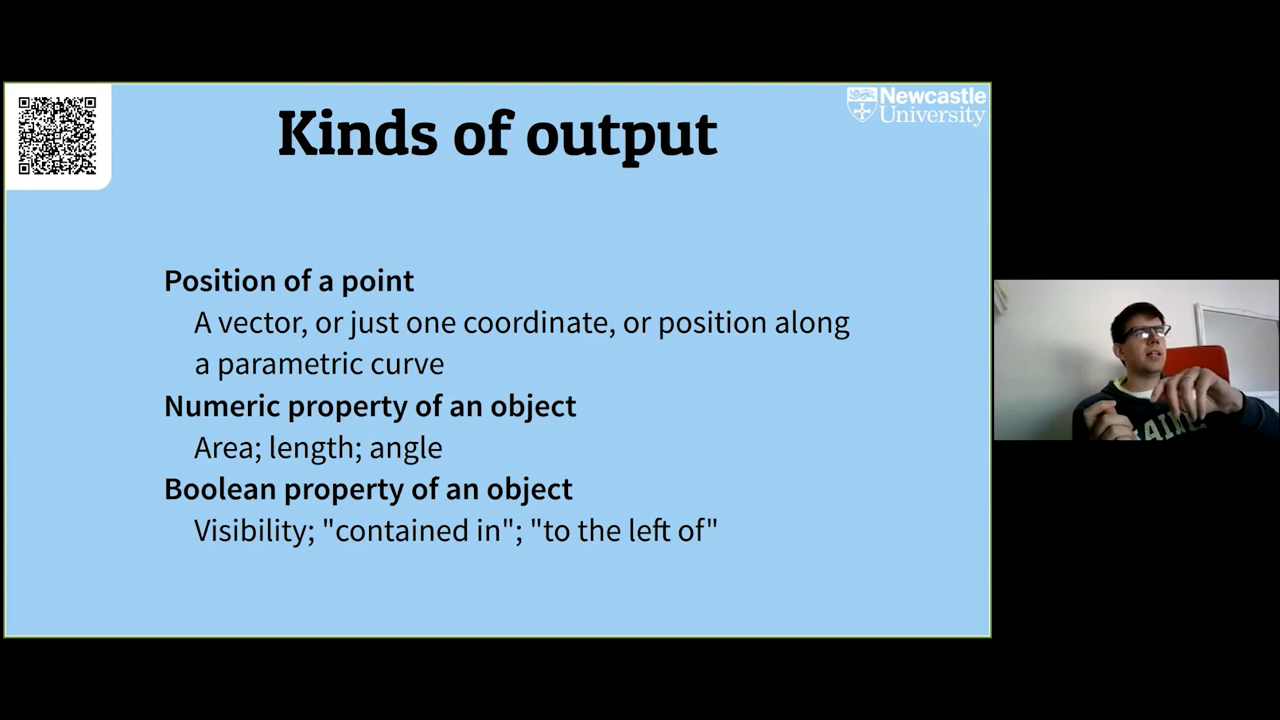 Kinds of output
Newcastle
University
Position of a point
A vector, or just one coordinate, or position along
a parametric curve
Numeric property of an object
Area; length; angle
Boolean property of an object
Visibility; "contained in"; "to the left of"